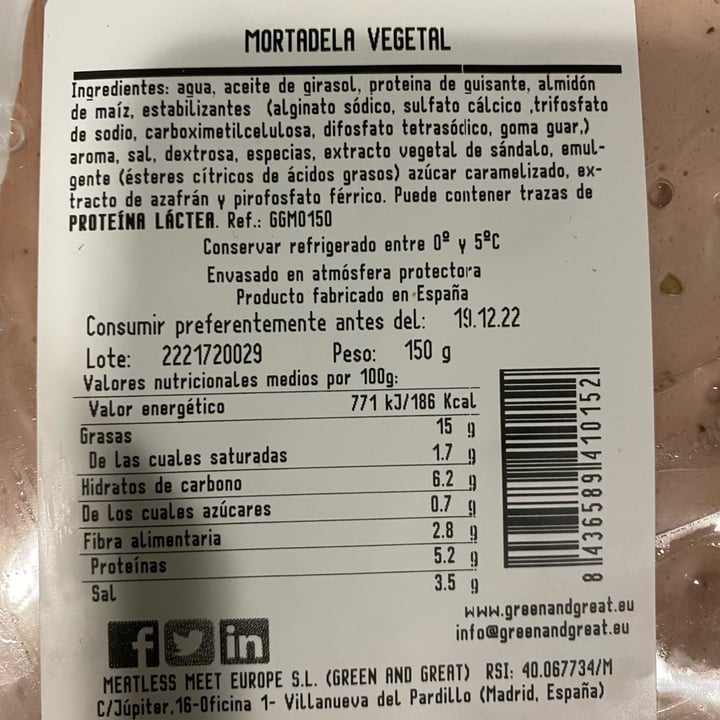 MORTADELA VEGETAL
Ingredientes: agua, aceite de girasol, proteina de guisante, almidón
de maíz, estabilizantes (alginato sódico, sulfato cálcico ,trifosfato
de sodio, carboximetilcelulosa, difosfato tetrasódico, goma guar,)
aroma, sal, dextrosa, especias, extracto vegetal de sándalo, emul-
gente (ésteres cítricos de ácidos grasos) azúcar caramelizado, ex-
tracto de azafrán y pirofosfato férrico. Puede contener trazas de
PROTEÍNA LÁCTEA. Ref.: GGMO150
Conservar refrigerado entre 0º y 5ºC
Envasado en atmósfera protectora
Producto fabricado en España
Consumir preferentemente antes del: 19.12.22
Lote: 2221720029 Peso: 150 g
Valores nutricionales medios por 100g:
Valor energético 771 kJ/186 Kcal
Grasas 15 g
De las cuales saturadas 1.7 g
Hidratos de carbono 6.2 g
De los cuales azúcares 0.7 g
Fibra alimentaria 2.8 g
Proteínas 5.2 g
Sal 3.5 g
8 436589 410152
www.greenandgreat.eu
info@greenandgreat.eu
f in
MEATLESS MEET EUROPE S.L. (GREEN AND GREAT) RSI: 40.067734/M
C/Júpiter,16-Oficina 1- Villanueva del Pardillo (Madrid, España)